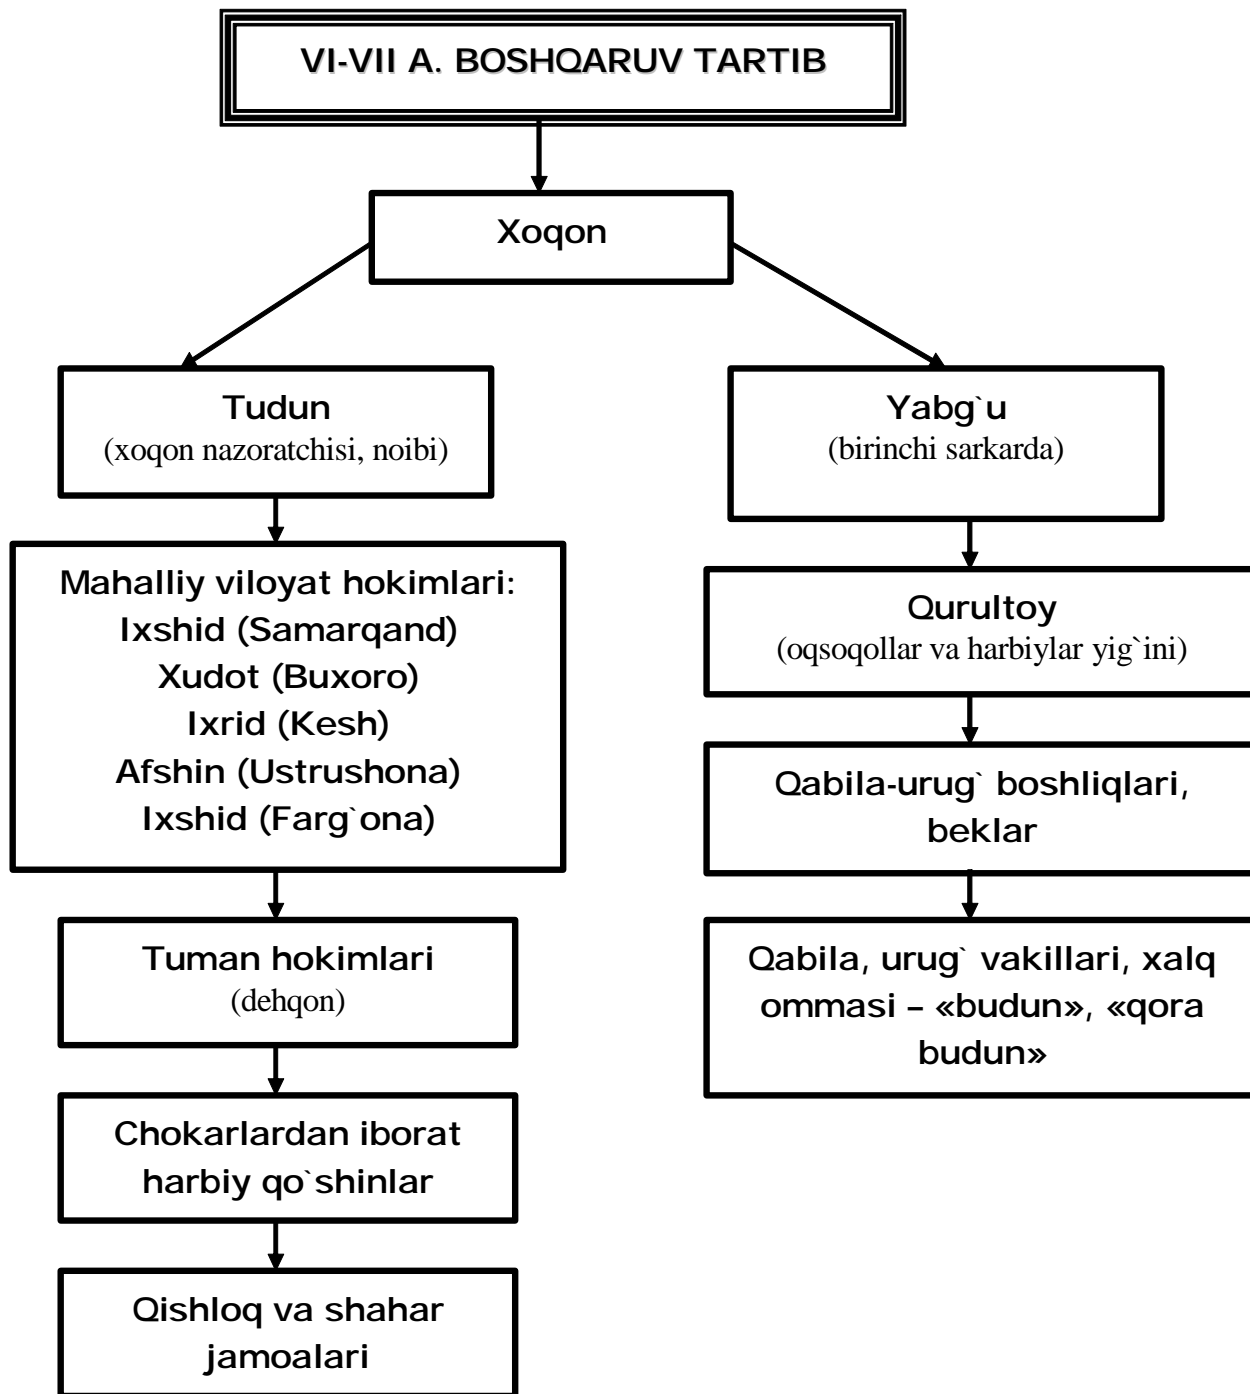 VI-VII A. BOSHQARUV TARTIB
Xoqon
Tudun
(xoqon nazoratchisi, noibi)
Mahalliy viloyat hokimlari:
Ixshid (Samarqand)
Xudot (Buxoro)
Ixrid (Kesh)
Afshin (Ustrushona)
Ixshid (Farg`ona)
Tuman hokimlari
(dehqon)
Chokarlardan iborat
harbiy qo`shinlar
Qishloq va shahar
jamoalari
Yabg`u
(birinchi sarkarda)
Qurultoy
(oqsoqollar va harbiylar yig`ini)
Qabila-urug` boshliqlari,
beklar
Qabila, urug` vakillari, xalq
ommasi – «budun», «qora
budun»